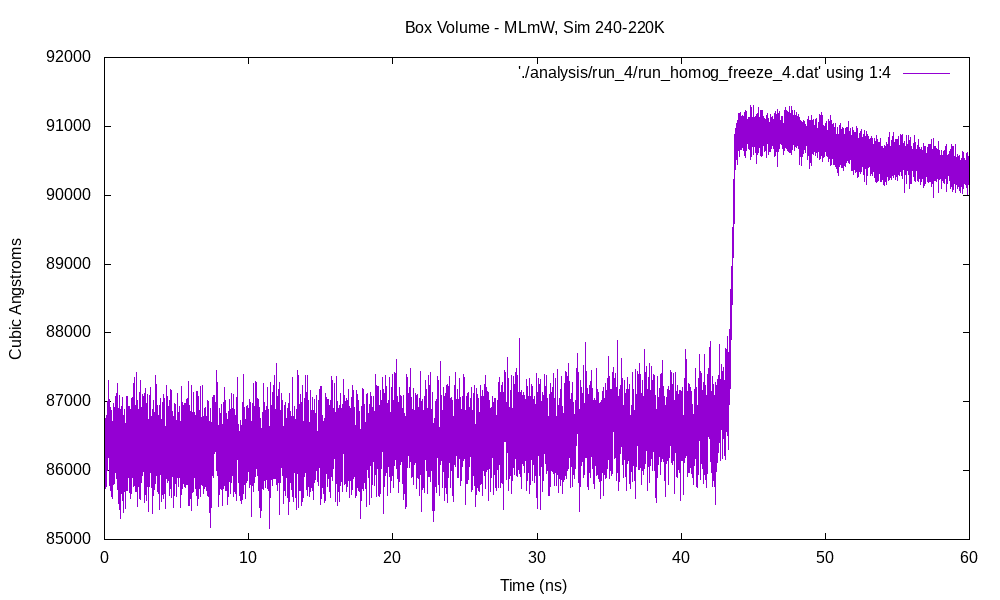 Box Volume - MLmW, Sim 240-220K
'./analysis/run_4/run_homog_freeze_4.dat' using 1:4
92000
91000
90000
89000
88000
87000
86000
85000
Cubic Angstroms
0 10 20 30 40 50 60
Time (ns)